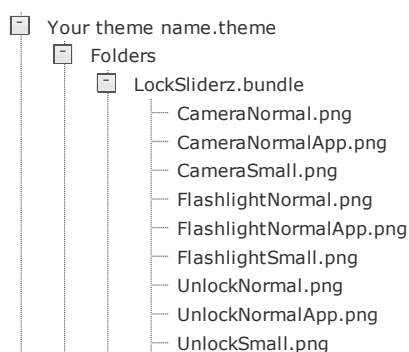 Your theme name.theme
Folders
LockSliderz.bundle
CameraNormal.png
CameraNormalApp.png
CameraSmall.png
FlashlightNormal.png
FlashlightNormalApp.png
FlashlightSmall.png
UnlockNormal.png
UnlockNormalApp.png
UnlockSmall.png